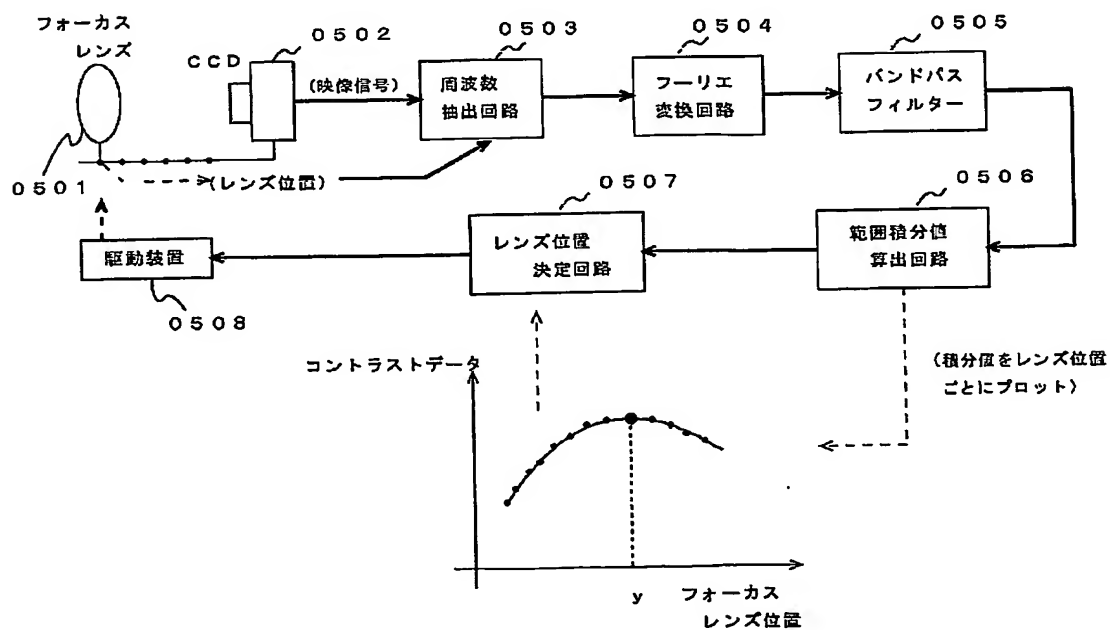 フォーカス
レンズ
0501
CCD
0502
(映像信号)
(レンズ位置)
0503
周波数
抽出回路
0504
フーリエ
変換回路
0505
バンドパス
フィルター
0506
範囲積分値
算出回路
0507
レンズ位置
決定回路
駆動装置
0508
(積分値をレンズ位置
ごとにプロット)
コントラストデータ
y
フォーカス
レンズ位置